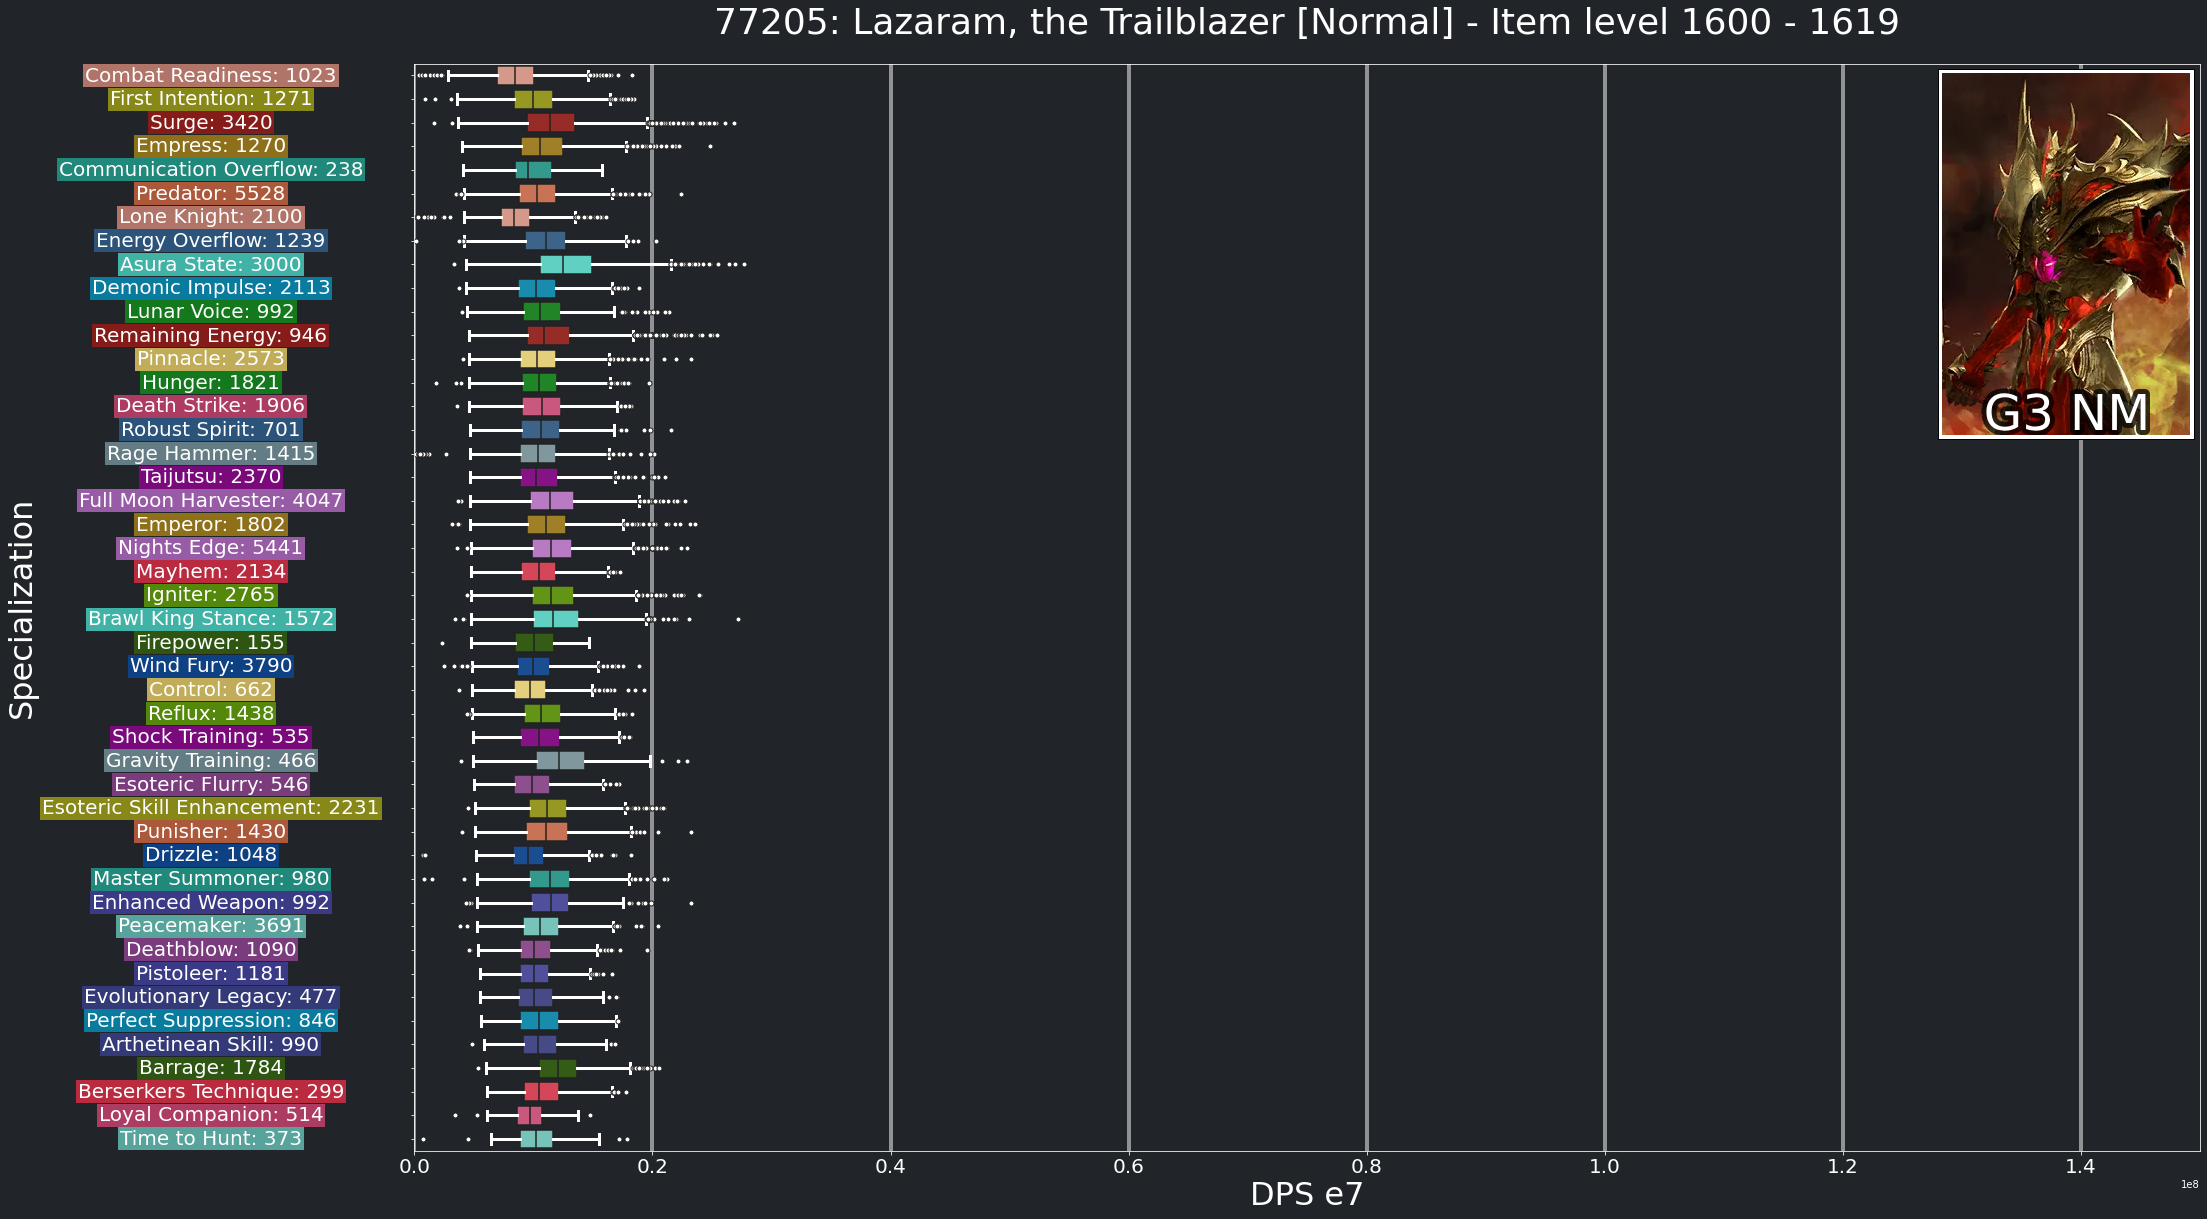 77205: Lazaram, the Trailblazer [Normal] - Item level 1600 - 1619
Combat Readiness: 1023
First Intention: 1271
Surge: 3420
Empress: 1270
Communication Overflow: 238
Predator: 5528
Lone Knight: 2100
Energy Overflow: 1239
Asura State: 3000
Demonic Impulse: 2113
Lunar Voice: 992
Remaining Energy: 946
Pinnacle: 2573
Hunger: 1821
Death Strike: 1906
Robust Spirit: 701
Rage Hammer: 1415
Taijutsu: 2370
Full Moon Harvester: 4047
Emperor: 1802
Nights Edge: 5441
Mayhem: 2134
Igniter: 2765
Brawl King Stance: 1572
Firepower: 155
Wind Fury: 3790
Control: 662
Reflux: 1438
Shock Training: 535
Gravity Training: 466
Esoteric Flurry: 546
Esoteric Skill Enhancement: 2231
Punisher: 1430
Drizzle: 1048
Master Summoner: 980
Enhanced Weapon: 992
Peacemaker: 3691
Deathblow: 1090
Pistoleer: 1181
Evolutionary Legacy: 477
Perfect Suppression: 846
Arthetinean Skill: 990
Barrage: 1784
Berserkers Technique: 299
Loyal Companion: 514
Time to Hunt: 373
Specialization
G3 NM
0.0 0.2 0.4 0.6 0.8 1.0 1.2 1.4
DPS e7
1e8